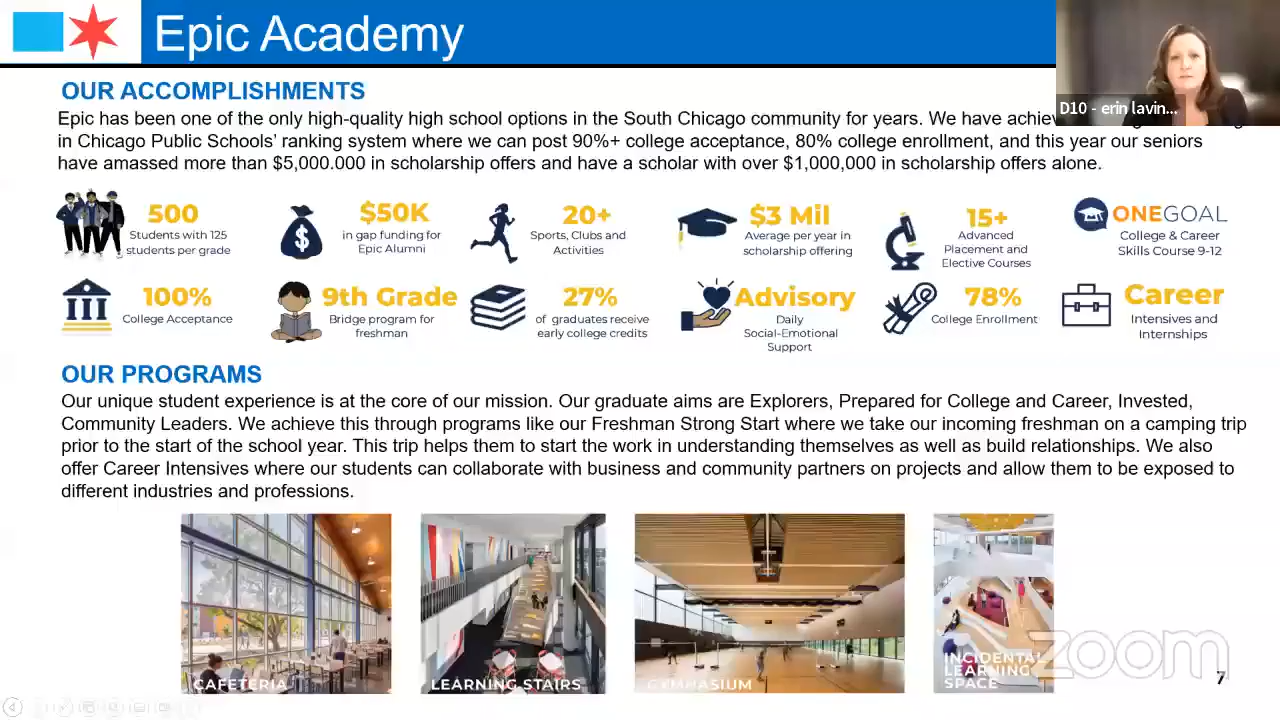 Epic Academy
D10 - erin lavin...
OUR ACCOMPLISHMENTS
Epic has been one of the only high-quality high school options in the South Chicago community for years. We have achiev
in Chicago Public Schools' ranking system where we can post 90%+ college acceptance, 80% college enrollment, and this year our seniors
have amassed more than $5,000.000 in scholarship offers and have a scholar with over $1,000,000 in scholarship offers alone.
500
Students with 125
students per grade
$50K
in gap funding for
Epic Alumni
20+
Sports, Clubs and
Activities
$3 Mil
Average per year in
scholarship offering
15+
Advanced
Placement and
Elective Courses
ONEGOAL
College & Career
Skills Course 9-12
100%
College Acceptance
9th Grade
Bridge program for
freshman
27%
of graduates receive
early college credits
Advisory
Daily
Social-Emotional
Support
78%
College Enrollment
Career
Intensives and
Internships
OUR PROGRAMS
Our unique student experience is at the core of our mission. Our graduate aims are Explorers, Prepared for College and Career, Invested,
Community Leaders. We achieve this through programs like our Freshman Strong Start where we take our incoming freshman on a camping trip
prior to the start of the school year. This trip helps them to start the work in understanding themselves as well as build relationships. We also
offer Career Intensives where our students can collaborate with business and community partners on projects and allow them to be exposed to
different industries and professions.
CAFETERIA
LEARNING STAIRS
GYMNASIUM
INCIDENTAL
LEARNING
SPACE
zoom
7